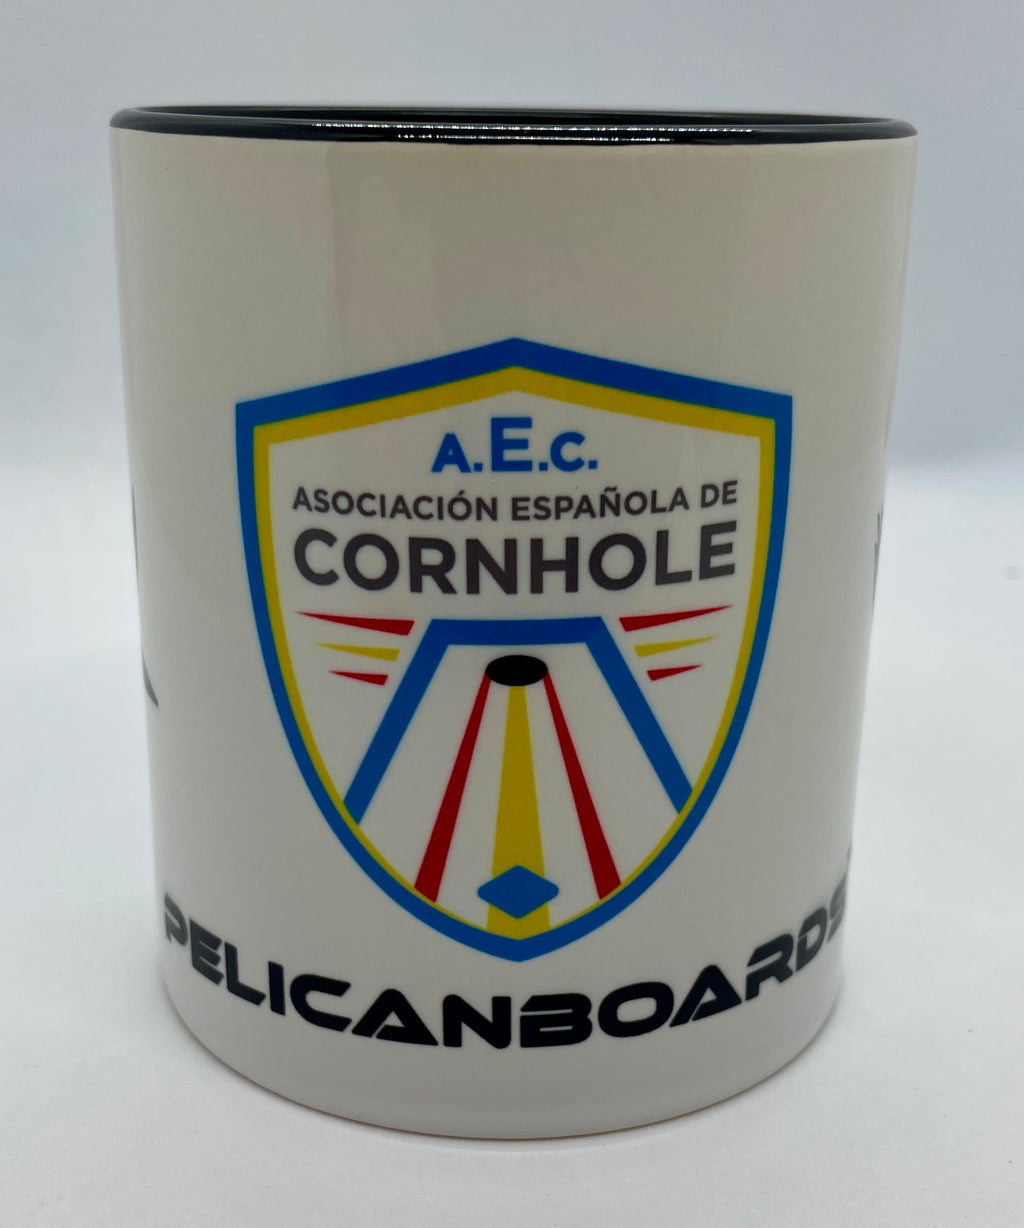 A.E.C.
ASOCIACIÓN ESPAÑOLA DE
CORNHOLE
PELICANBOARDS